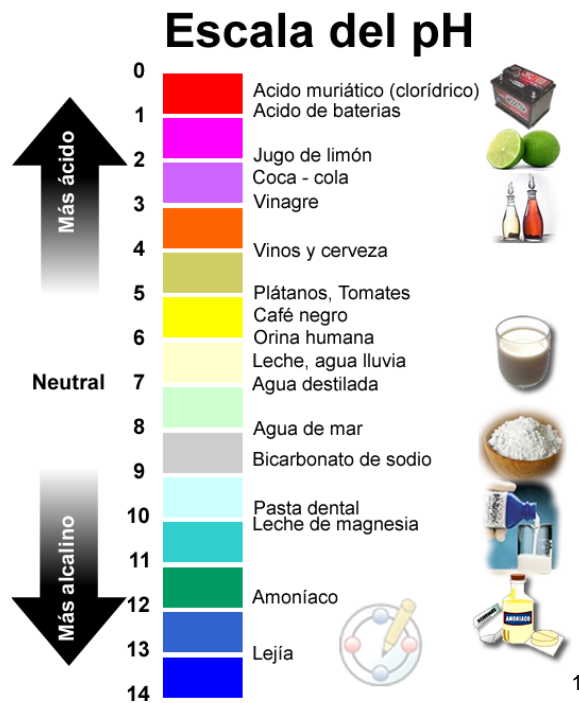 Escala del pH
0
Acido muriático (clorídrico)
1
Acido de baterias
Más ácido
2
Jugo de limón
Coca - cola
3
Vinagre
4
Vinos y cerveza
5
Plátanos, Tomates
Café negro
6
Orina humana
Leche, agua lluvia
Neutral
7
Agua destilada
8
Agua de mar
9
Bicarbonato de sodio
Más alcalino
10
Pasta dental
Leche de magnesia
11
12
Amoníaco
AMONÍACO
13
Lejía
14
1